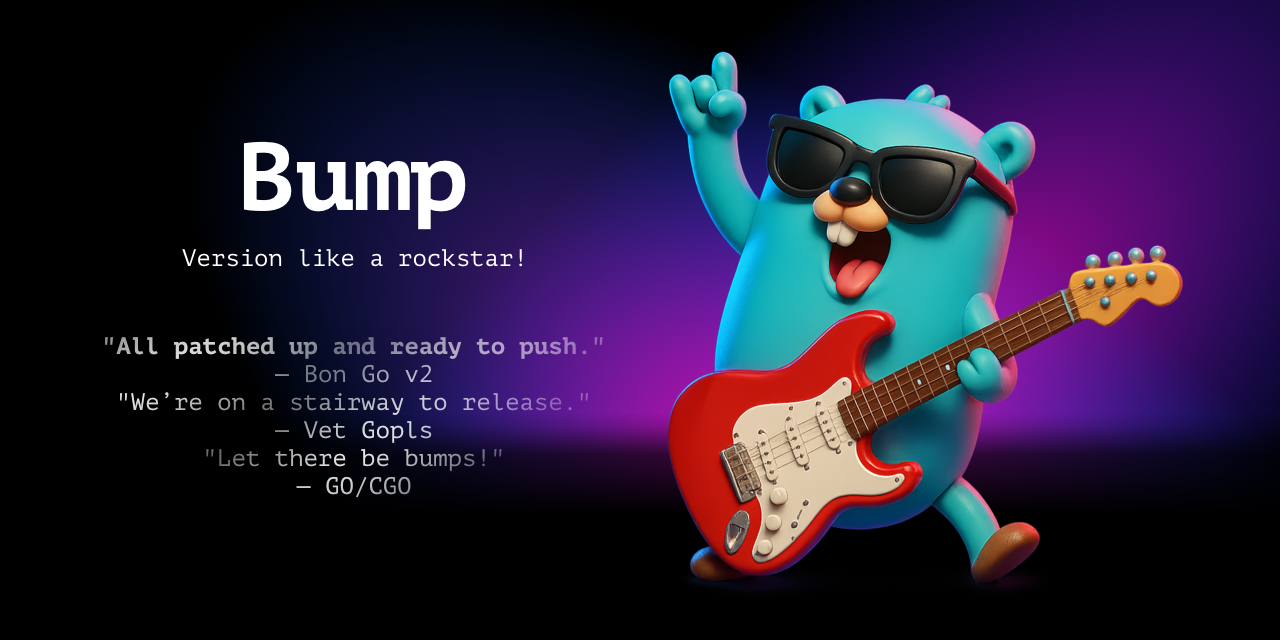 Bump
Version like a rockstar!
"All patched up and ready to push."
— Bon Go v2
"We’re on a stairway to release."
— Vet Gopls
"Let there be bumps!"
— GO/CGO